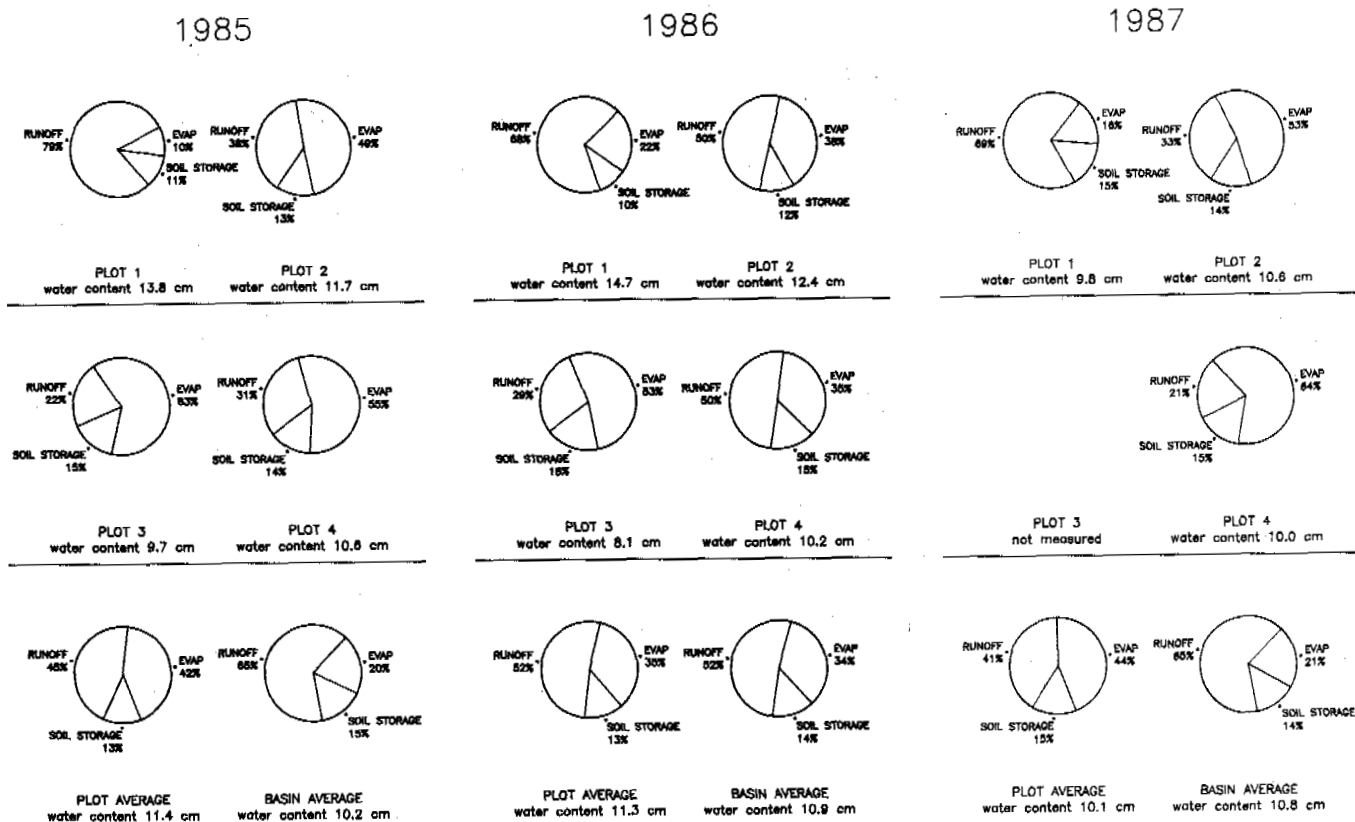 1985
1986
1987
RUNOFF
79%
EVAP
10%
SOIL STORAGE
11%
RUNOFF
38%
EVAP
49%
SOIL STORAGE
13%
RUNOFF
68%
EVAP
22%
SOIL STORAGE
10%
RUNOFF
50%
EVAP
38%
SOIL STORAGE
12%
RUNOFF
69%
EVAP
16%
SOIL STORAGE
15%
RUNOFF
33%
EVAP
53%
SOIL STORAGE
14%
PLOT 1
water content 13.8 cm
PLOT 2
water content 11.7 cm
PLOT 1
water content 14.7 cm
PLOT 2
water content 12.4 cm
PLOT 1
water content 9.8 cm
PLOT 2
water content 10.6 cm
RUNOFF
22%
EVAP
63%
SOIL STORAGE
15%
RUNOFF
31%
EVAP
55%
SOIL STORAGE
14%
RUNOFF
29%
EVAP
53%
SOIL STORAGE
18%
RUNOFF
50%
EVAP
35%
SOIL STORAGE
15%
RUNOFF
21%
EVAP
64%
SOIL STORAGE
15%
PLOT 3
water content 9.7 cm
PLOT 4
water content 10.6 cm
PLOT 3
water content 8.1 cm
PLOT 4
water content 10.2 cm
PLOT 3
not measured
PLOT 4
water content 10.0 cm
RUNOFF
45%
EVAP
42%
SOIL STORAGE
13%
RUNOFF
65%
EVAP
20%
SOIL STORAGE
15%
RUNOFF
52%
EVAP
35%
SOIL STORAGE
13%
RUNOFF
52%
EVAP
34%
SOIL STORAGE
14%
RUNOFF
41%
EVAP
44%
SOIL STORAGE
15%
RUNOFF
65%
EVAP
21%
SOIL STORAGE
14%
PLOT AVERAGE
water content 11.4 cm
BASIN AVERAGE
water content 10.2 cm
PLOT AVERAGE
water content 11.3 cm
BASIN AVERAGE
water content 10.9 cm
PLOT AVERAGE
water content 10.1 cm
BASIN AVERAGE
water content 10.8 cm